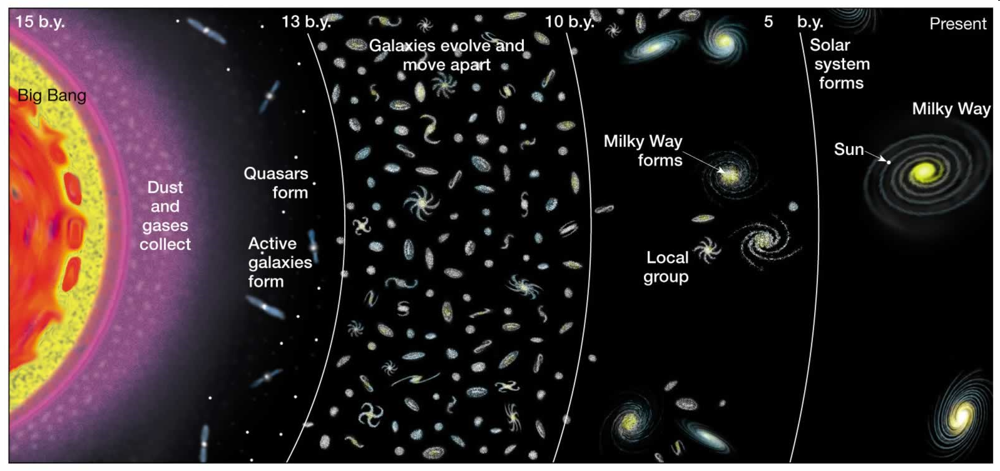 15 b.y.
13 b.y.
10 b.y.
5 b.y.
Present
Big Bang
Dust
and
gases
collect
Quasars
form
Active
galaxies
form
Galaxies evolve and
move apart
Milky Way
forms
Local
group
Solar
system
forms
Milky Way
Sun